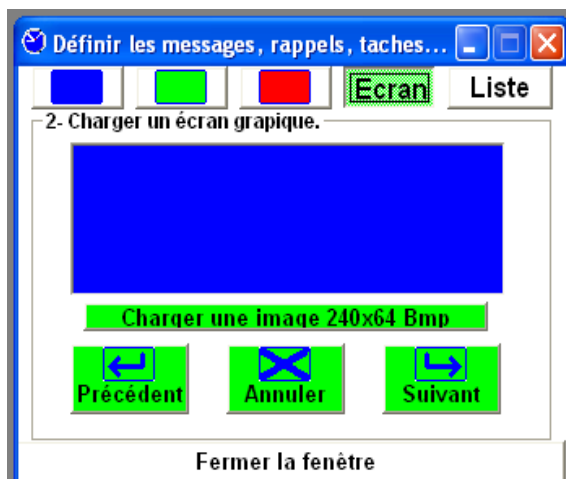 Définir les messages, rappels, taches...
Ecran Liste
2- Charger un écran grapique.
Charger une image 240x64 Bmp
Précédent Annuler Suivant
Fermer la fenêtre